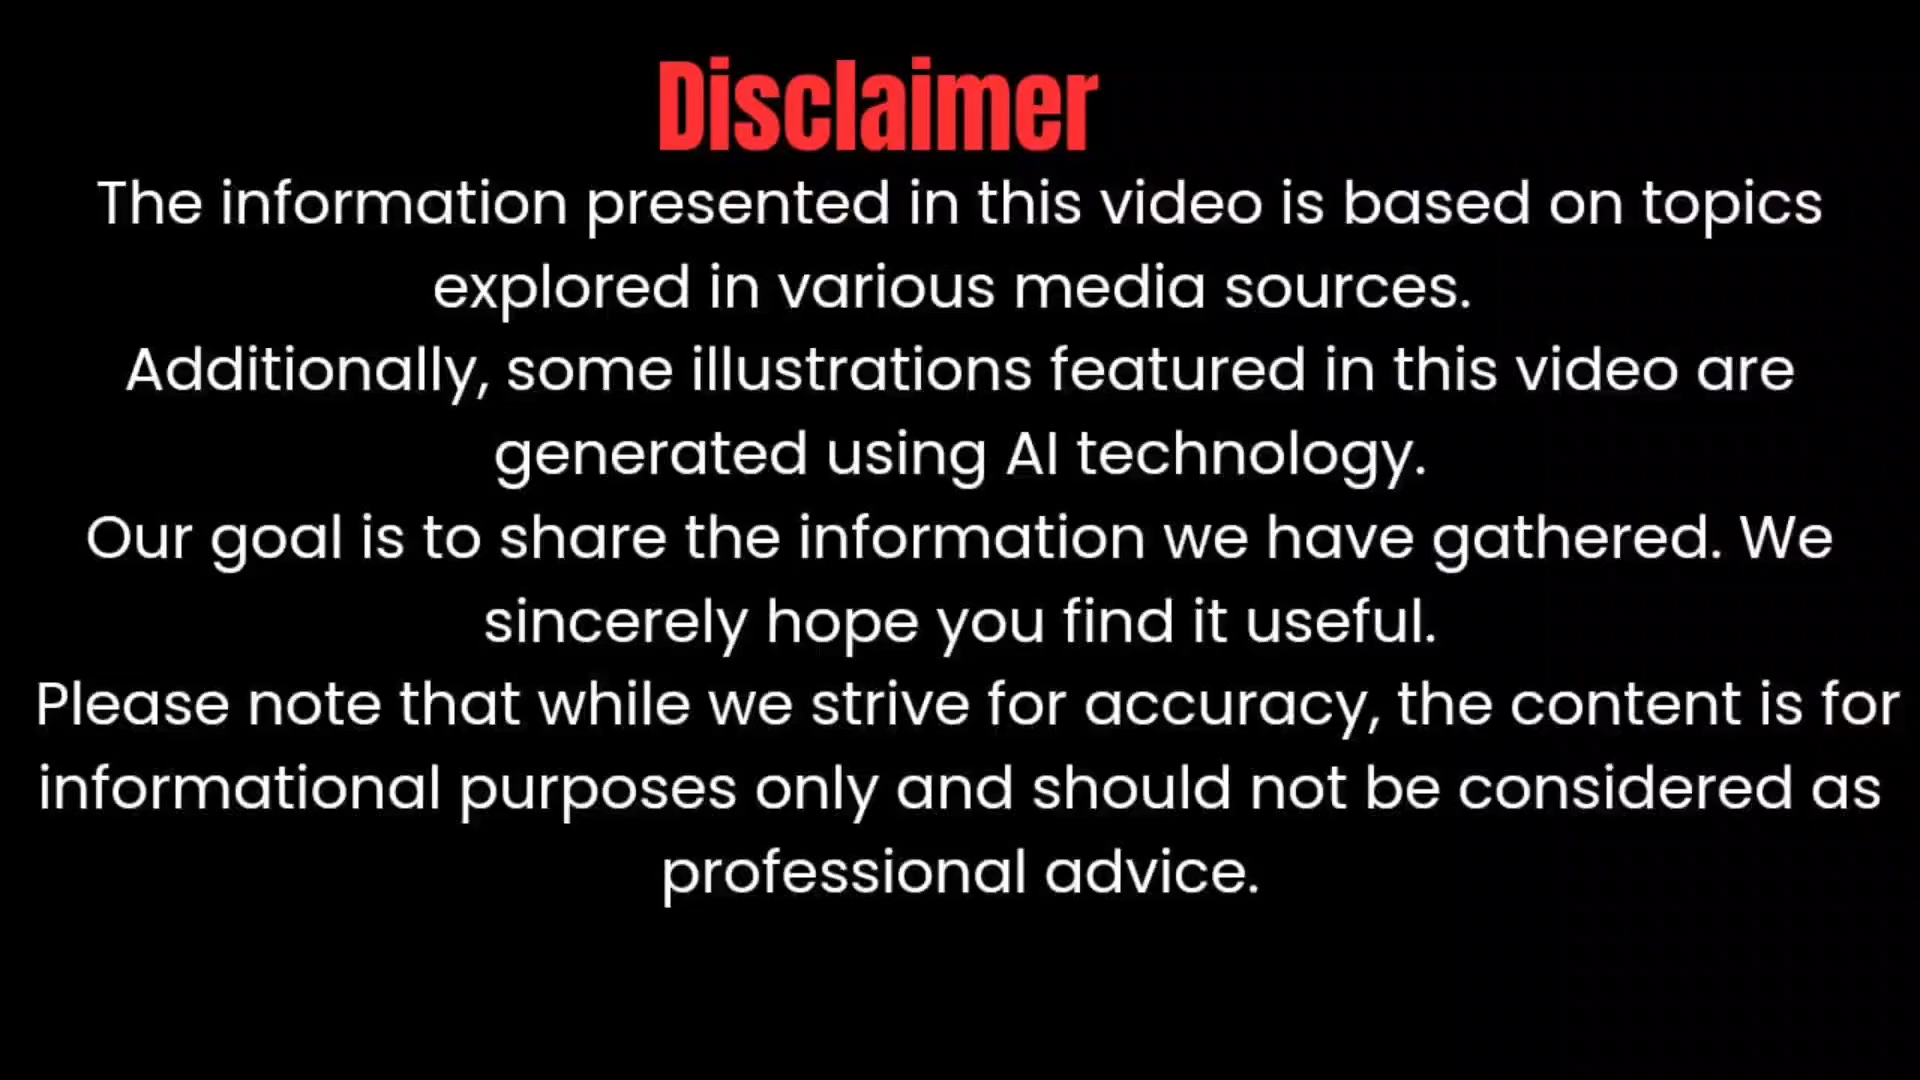 Disclaimer
The information presented in this video is based on topics
explored in various media sources.
Additionally, some illustrations featured in this video are
generated using AI technology.
Our goal is to share the information we have gathered. We
sincerely hope you find it useful.
Please note that while we strive for accuracy, the content is for
informational purposes only and should not be considered as
professional advice.